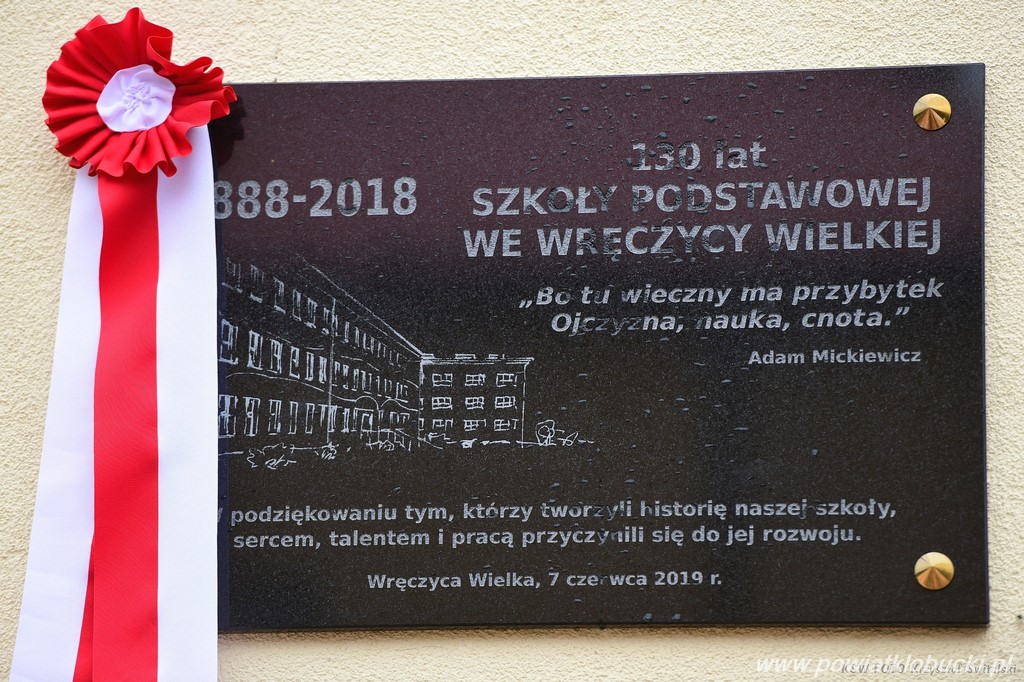 888-2018
130 lat
SZKOŁY PODSTAWOWEJ
WE WRĘCZYCY WIELKIEJ
„Bo tu wieczny ma przybytek
Ojczyzna, nauka, cnota.”
Adam Mickiewicz
podziękowaniu tym, którzy tworzyli historię naszej szkoły,
sercem, talentem i pracą przyczynili się do jej rozwoju.
Wręczyca Wielka, 7 czerwca 2019 r.
www.powiatklobucki.pl